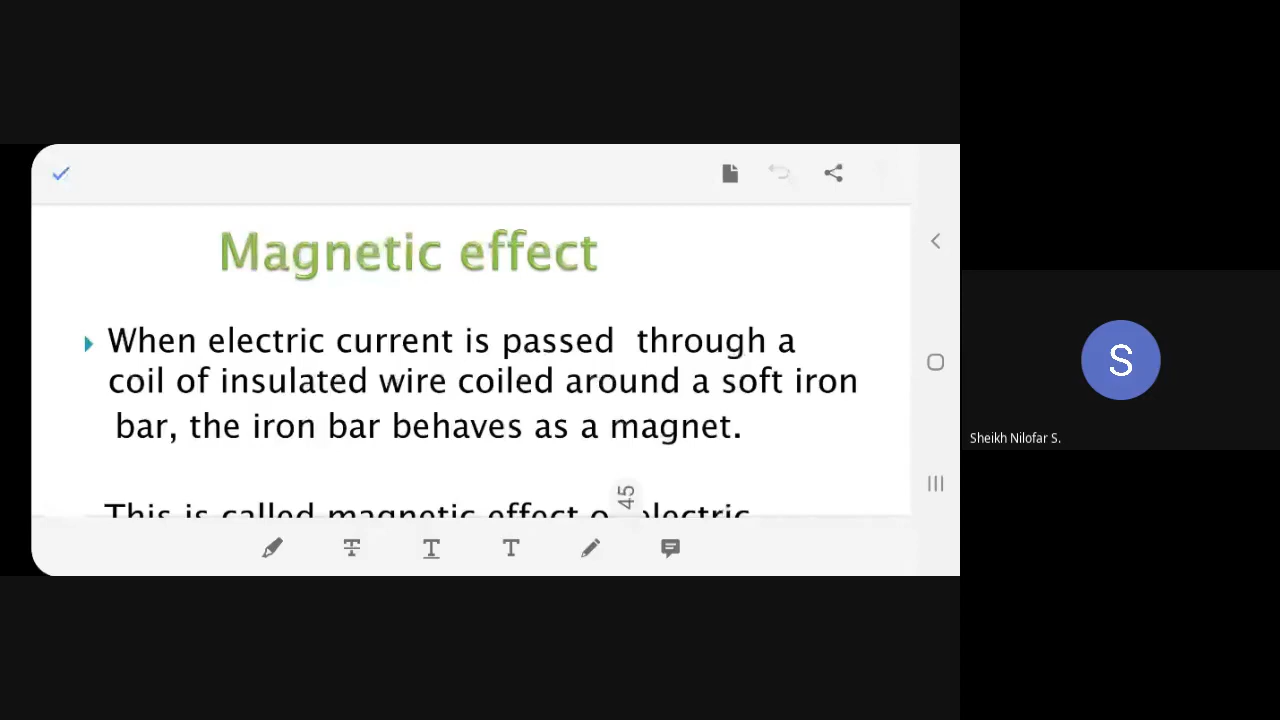 Magnetic effect
When electric current is passed through a
coil of insulated wire coiled around a soft iron
bar, the iron bar behaves as a magnet.
45
This is called magnetic effect o electric
T T T
S
Sheikh Nilofar S.